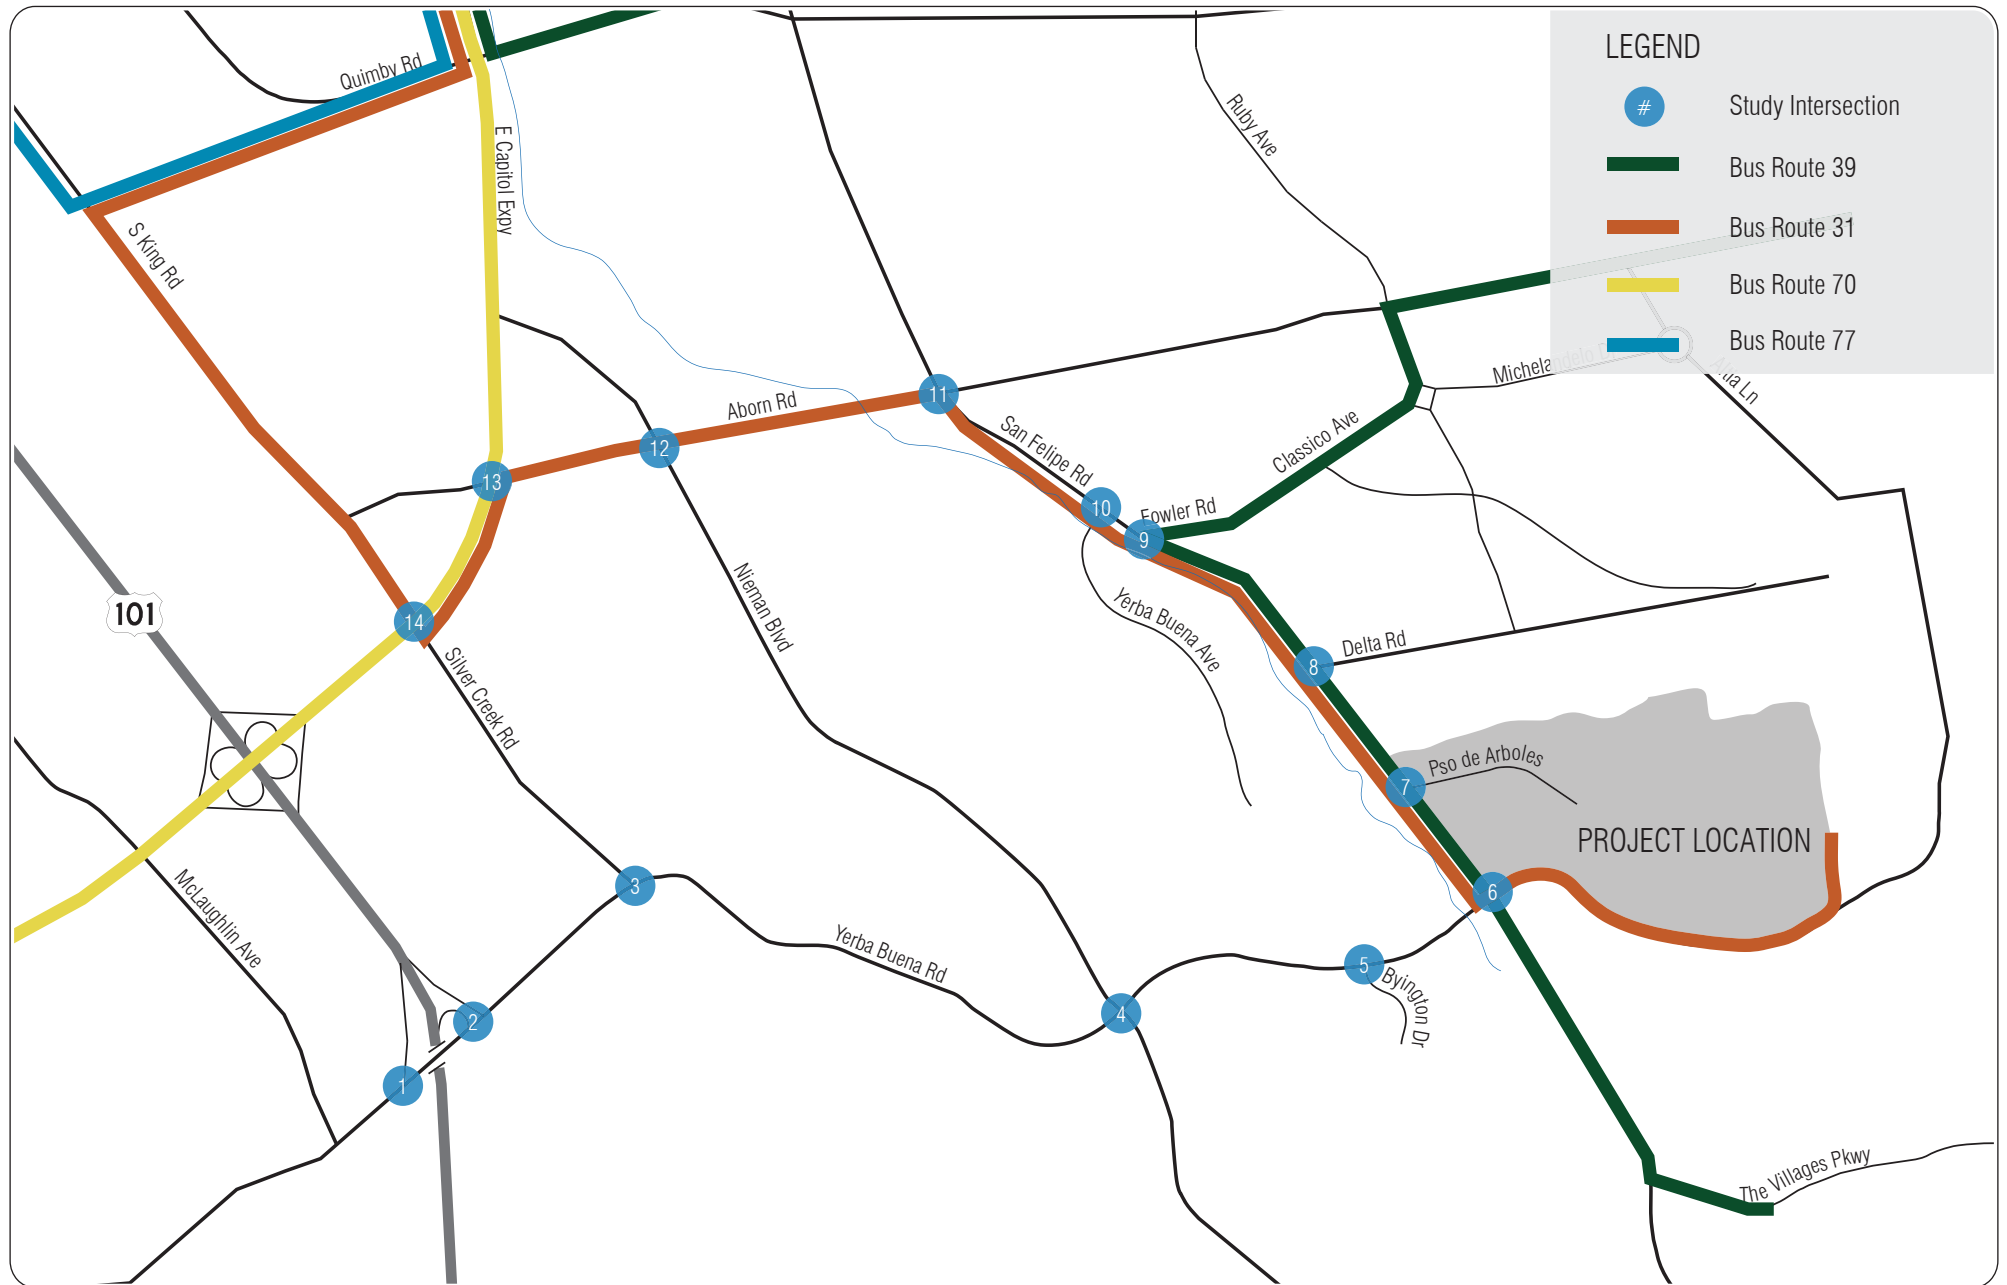 LEGEND
# Study Intersection
Bus Route 39
Bus Route 31
Bus Route 70
Bus Route 77
Quimby Rd
E Capitol Expy
Ruby Ave
S King Rd
Michelangelo D
Altia Ln
11
Aborn Rd
12
San Felipe Rd
Classico Ave
13
10
Fowler Rd
9
101
14
Nieman Blvd
Yerba Buena Ave
8
Delta Rd
Silver Creek Rd
7
Pso de Arboles
PROJECT LOCATION
3
6
McLaughlin Ave
Yerba Buena Rd
5
Byington Dr
2
4
1
The Villages Pkwy